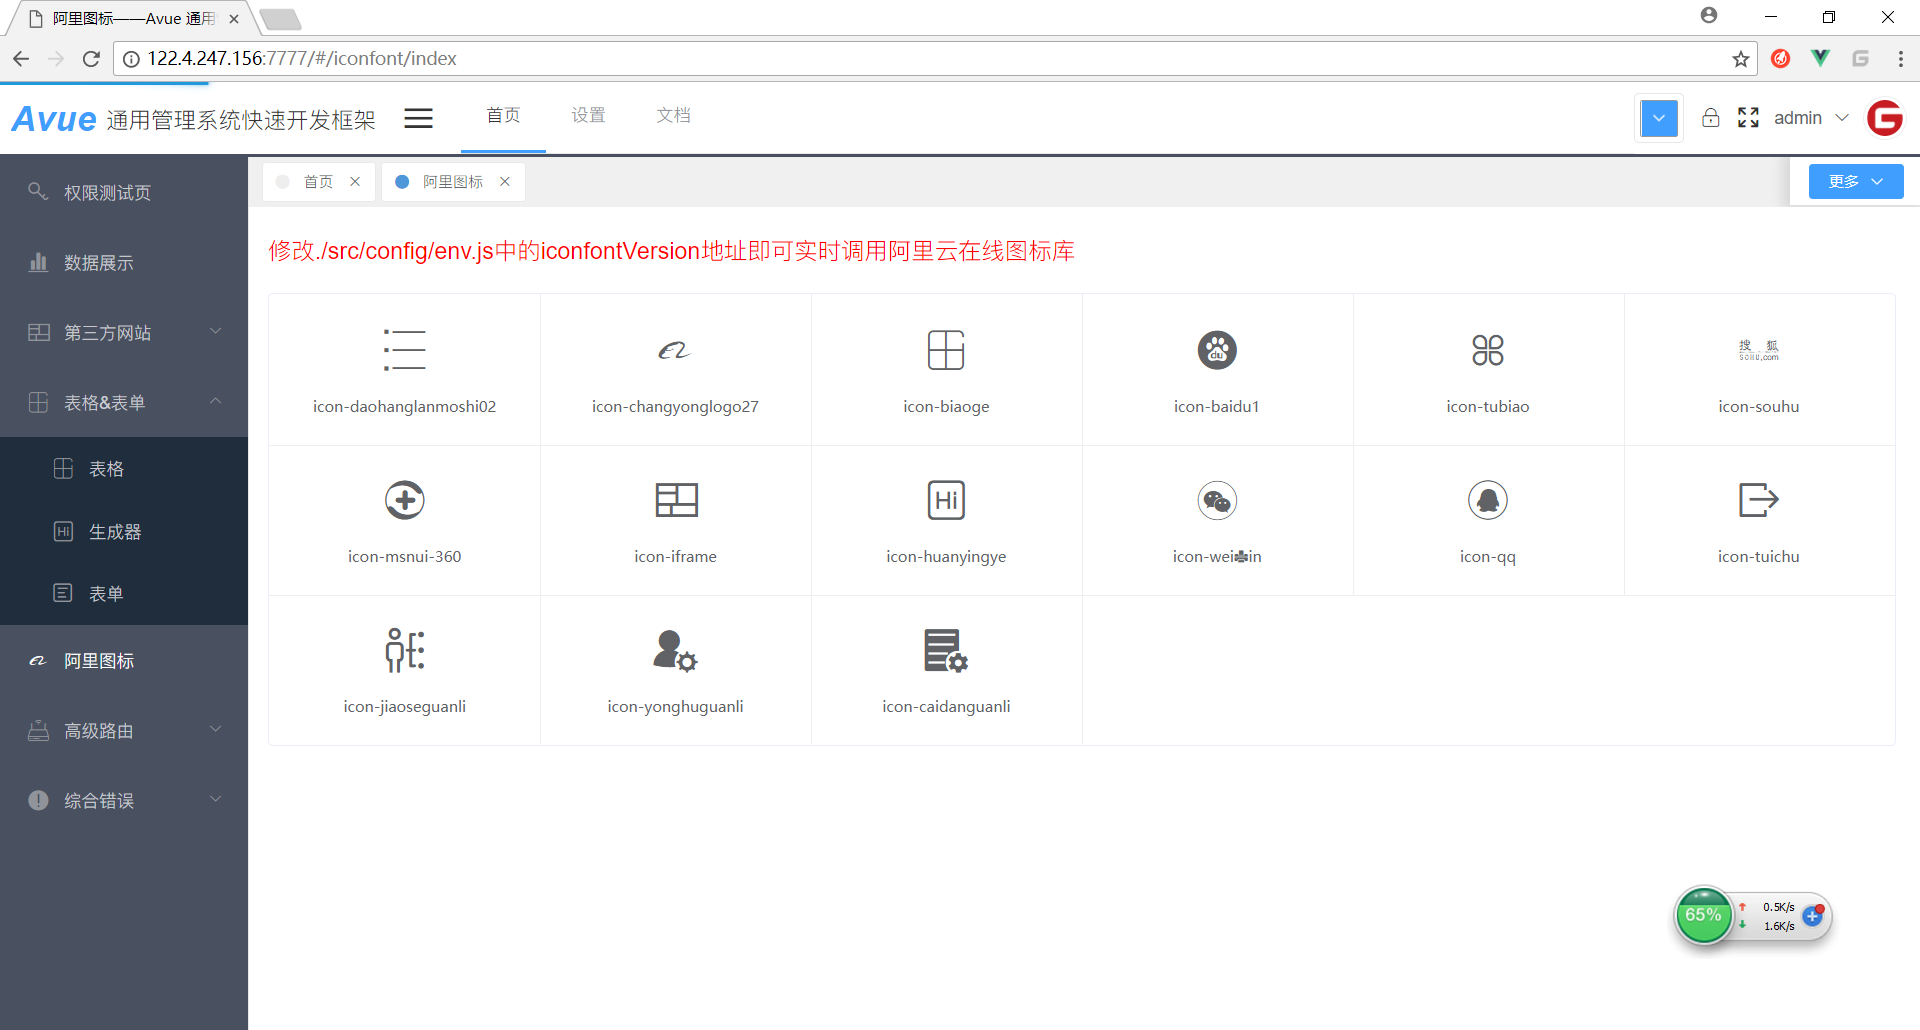 阿里图标——Avue 通用
122.4.247.156:7777/#/iconfont/index
Avue 通用管理系统快速开发框架
首页 设置 文档
admin
权限测试页
数据展示
第三方网站
表格&表单
表格
生成器
表单
阿里图标
高级路由
综合错误
首页
阿里图标
更多
修改./src/config/env.js中的iconfontVersion地址即可实时调用阿里云在线图标库
搜 狐
SOHU.com
icon-daohanglanmoshi02 icon-changyonglogo27 icon-biaoge icon-baidu1 icon-tubiao icon-souhu
Hi
icon-msnui-360 icon-iframe icon-huanyingye icon-qq icon-tuichu
icon-jiaoseguanli icon-yonghuguanli icon-caidanguanli
65%
0.5K/s
1.6K/s